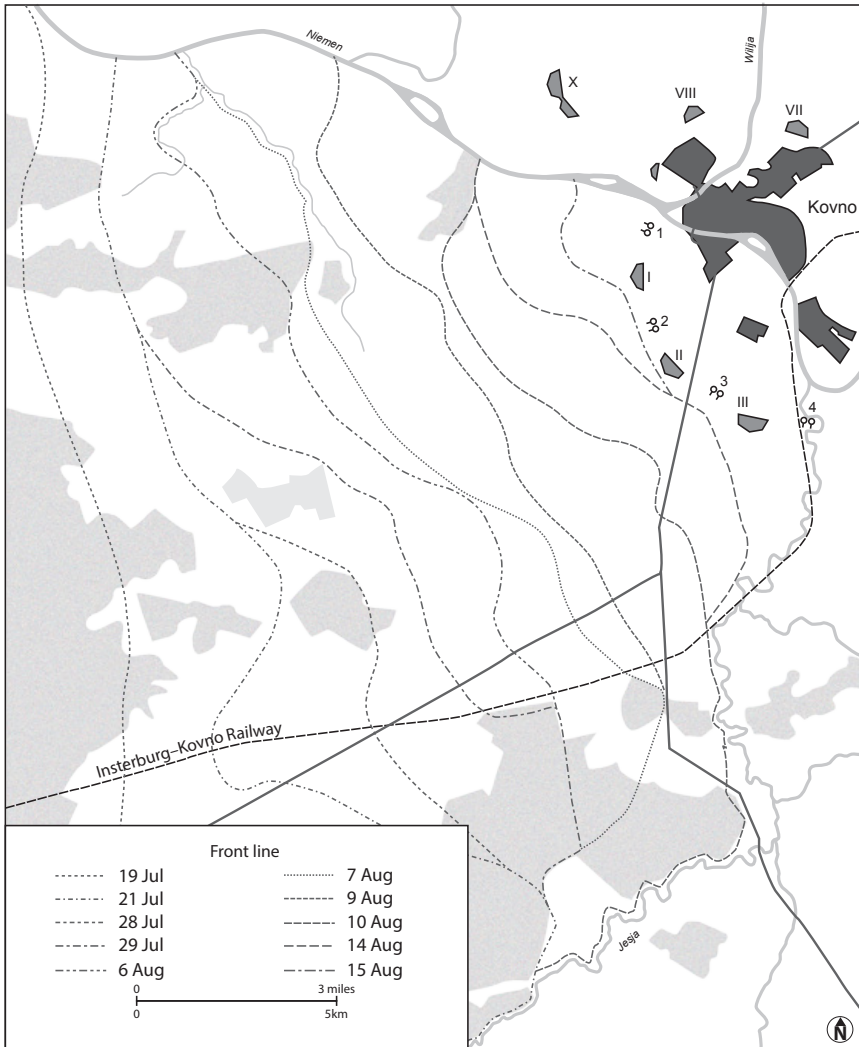 Niemen
Wilija
X
VIII
VII
Kovno
1
I
2
II
3
III
4
Insterburg–Kovno Railway
Jesja
Front line
19 Jul
21 Jul
28 Jul
29 Jul
6 Aug
7 Aug
9 Aug
10 Aug
14 Aug
15 Aug
0 3 miles
0 5km
N